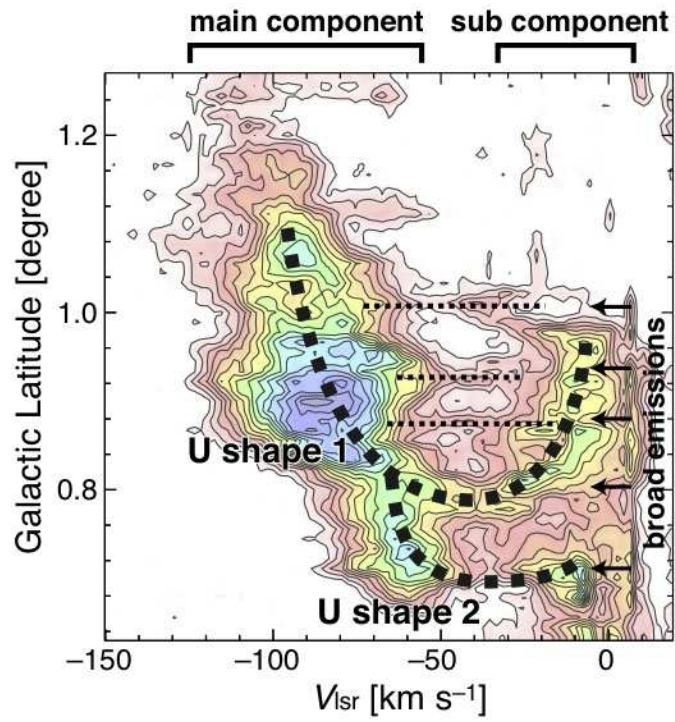 main component sub component
1.2
1.0
0.8
Galactic Latitude [degree]
U shape 1
U shape 2
broad emissions
−150 −100 −50 0
Vlsr [km s−1]